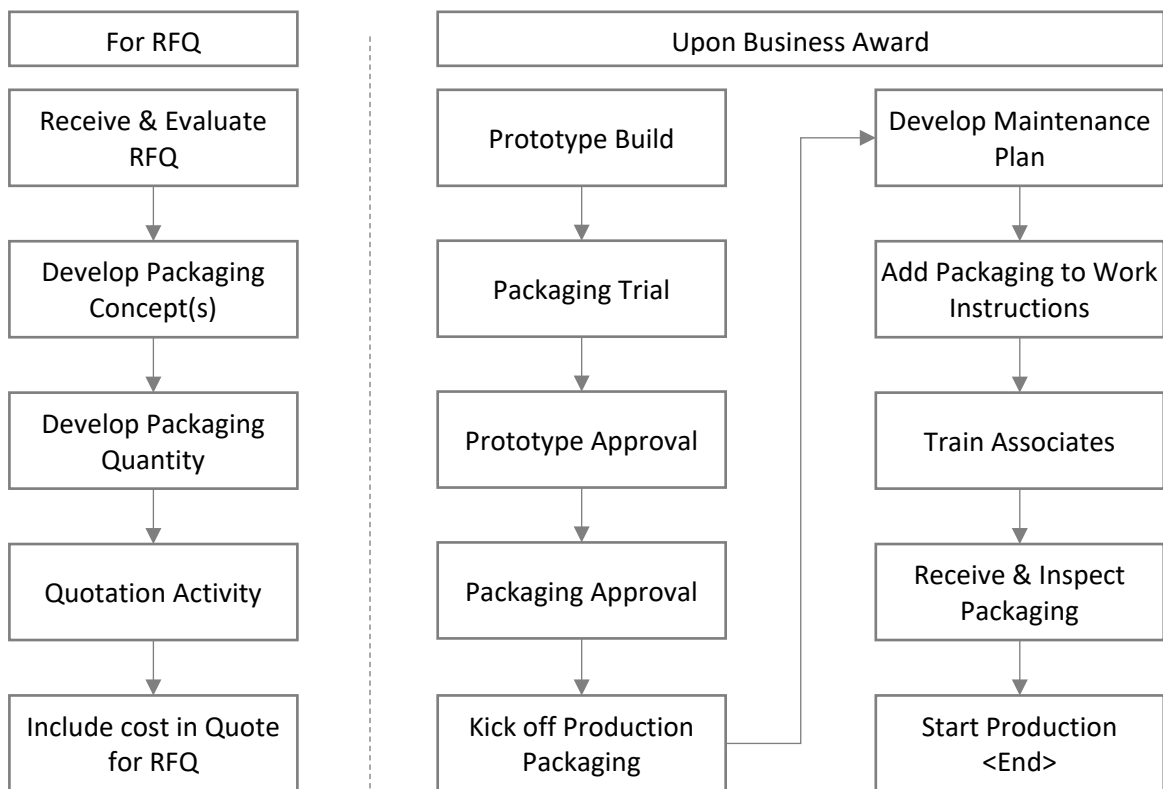 For RFQ
Upon Business Award
Receive & Evaluate
RFQ
Develop Packaging
Concept(s)
Develop Packaging
Quantity
Quotation Activity
Include cost in Quote
for RFQ
Prototype Build
Packaging Trial
Prototype Approval
Packaging Approval
Kick off Production
Packaging
Develop Maintenance
Plan
Add Packaging to Work
Instructions
Train Associates
Receive & Inspect
Packaging
Start Production
<End>